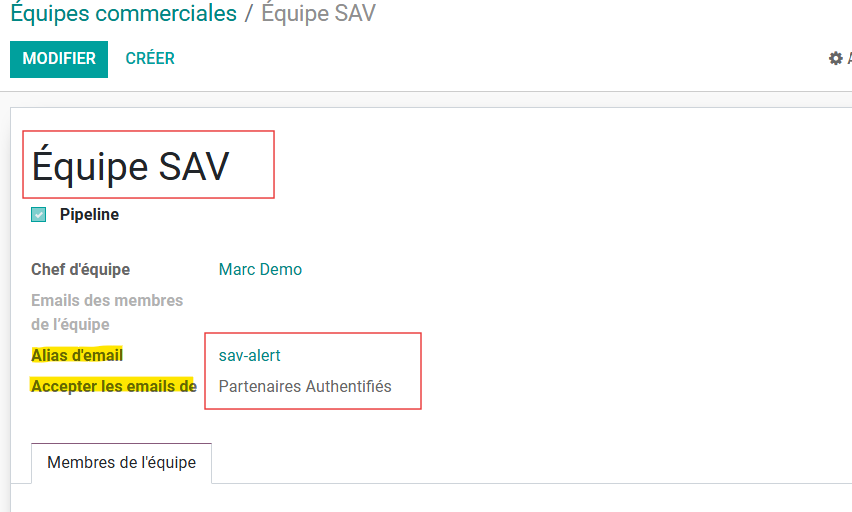 Équipes commerciales / Équipe SAV
MODIFIER CRÉER
Équipe SAV
Pipeline
Chef d'équipe Marc Demo
Emails des membres
de l'équipe
Alias d'email sav-alert
Accepter les emails de Partenaires Authentifiés
Membres de l'équipe